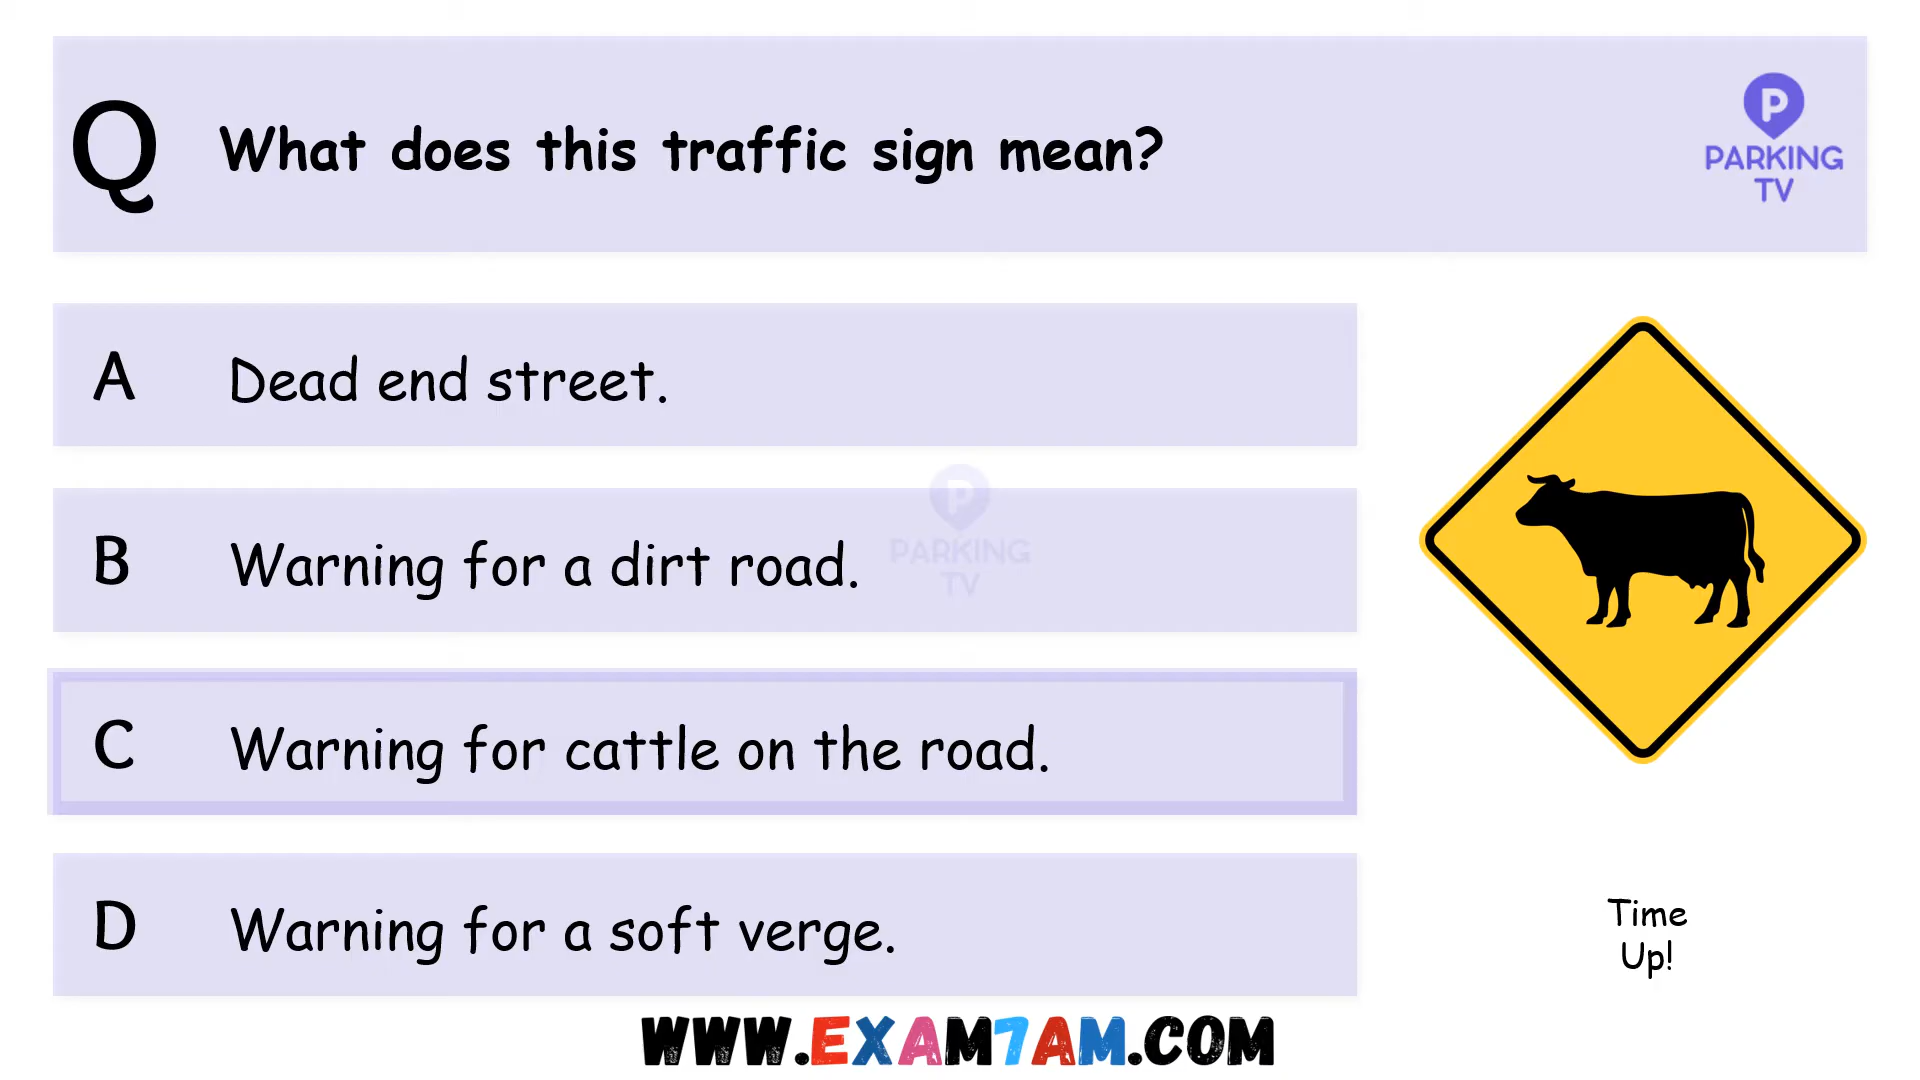 Q What does this traffic sign mean?
P
PARKING
TV
A Dead end street.
B Warning for a dirt road.
P
PARKING
TV
C Warning for cattle on the road.
D Warning for a soft verge.
Time
Up!
WWW.EXAM7AM.COM